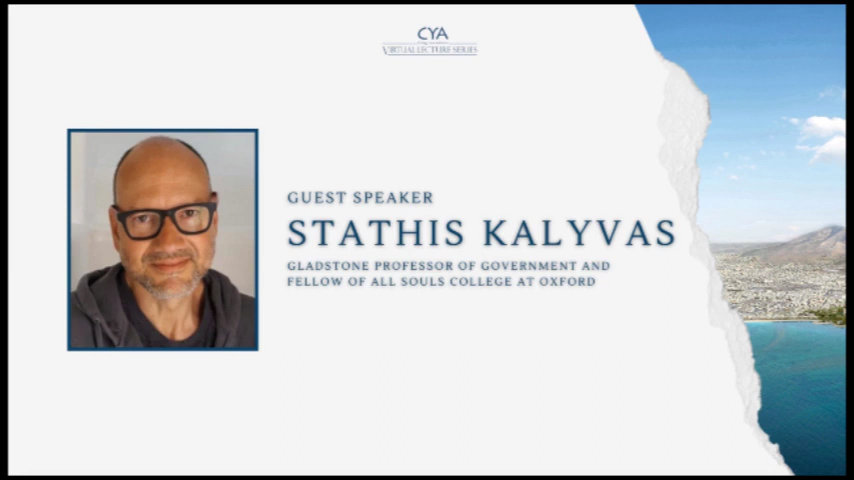 CYA
VIRTUAL LECTURE SERIES
GUEST SPEAKER
STATHIS KALYVAS
GLADSTONE PROFESSOR OF GOVERNMENT AND
FELLOW OF ALL SOULS COLLEGE AT OXFORD